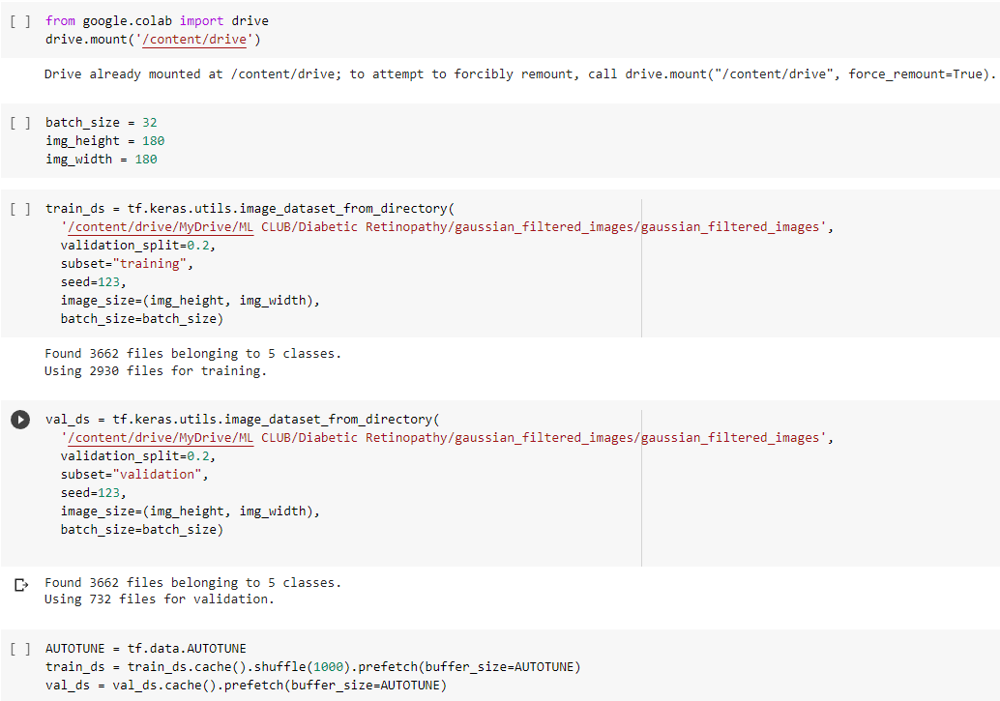 [ ] from google.colab import drive
drive.mount('/content/drive')
Drive already mounted at /content/drive; to attempt to forcibly remount, call drive.mount("/content/drive", force_remount=True).
[ ] batch_size = 32
img_height = 180
img_width = 180
[ ] train_ds = tf.keras.utils.image_dataset_from_directory(
'/content/drive/MyDrive/ML CLUB/Diabetic Retinopathy/gaussian_filtered_images/gaussian_filtered_images',
validation_split=0.2,
subset="training",
seed=123,
image_size=(img_height, img_width),
batch_size=batch_size)
Found 3662 files belonging to 5 classes.
Using 2930 files for training.
val_ds = tf.keras.utils.image_dataset_from_directory(
'/content/drive/MyDrive/ML CLUB/Diabetic Retinopathy/gaussian_filtered_images/gaussian_filtered_images',
validation_split=0.2,
subset="validation",
seed=123,
image_size=(img_height, img_width),
batch_size=batch_size)
Found 3662 files belonging to 5 classes.
Using 732 files for validation.
[ ] AUTOTUNE = tf.data.AUTOTUNE
train_ds = train_ds.cache().shuffle(1000).prefetch(buffer_size=AUTOTUNE)
val_ds = val_ds.cache().prefetch(buffer_size=AUTOTUNE)